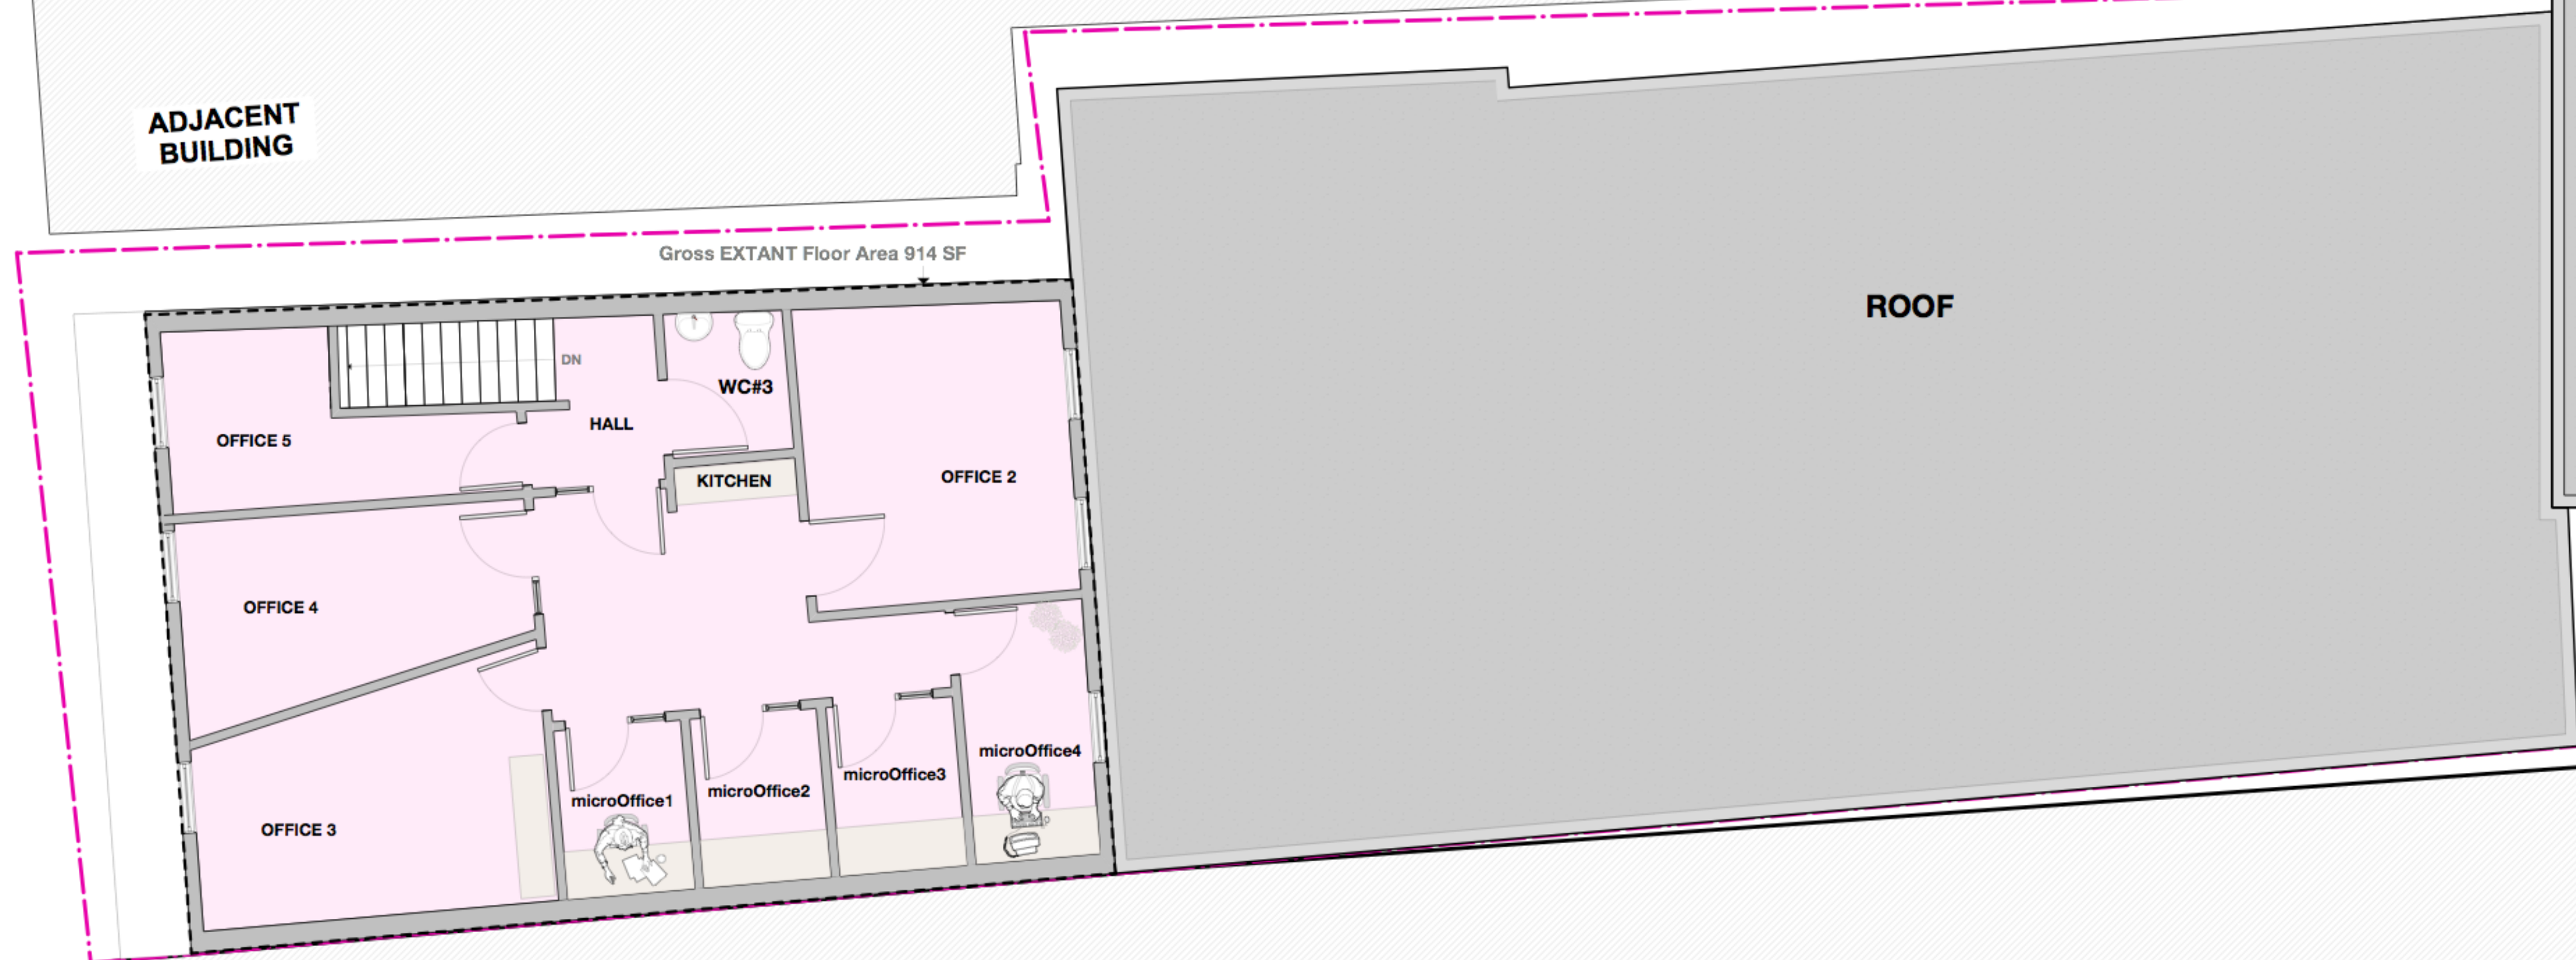 ADJACENT
BUILDING
Gross EXTANT Floor Area 914 SF
ROOF
DN
WC#3
HALL
OFFICE 5
KITCHEN
OFFICE 2
OFFICE 4
microOffice4
microOffice3
microOffice2
microOffice1
OFFICE 3